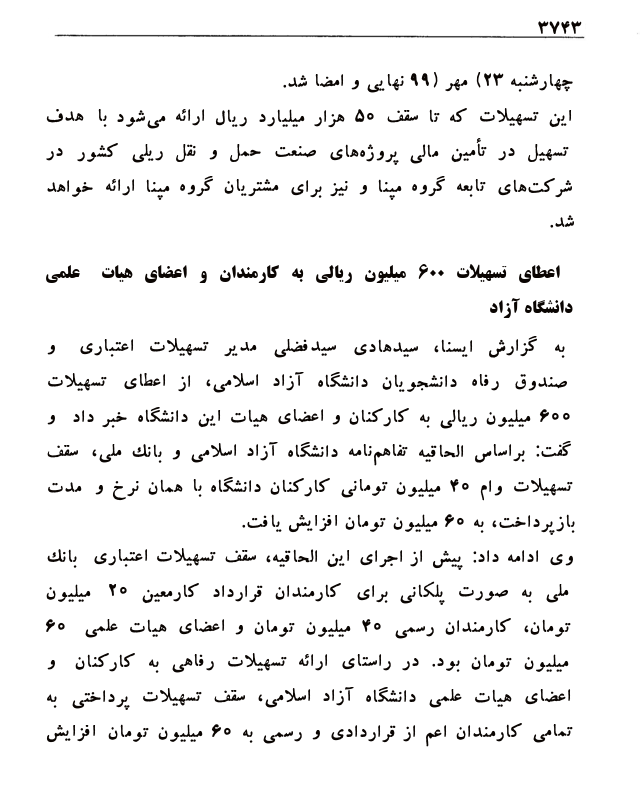 ۳۷۴۳
چهارشنبه ۲۳) مهر (۹۹ نهایی و امضا شد.
این تسهیلات که تا سقف ۵۰ هزار میلیارد ریال ارائه می‌شود با هدف
تسهیل در تأمین مالی پروژه‌های صنعت حمل و نقل ریلی کشور در
شرکت‌های تابعه گروه مپنا و نیز برای مشتریان گروه مپنا ارائه خواهد
شد.
اعطای تسهیلات ۶۰۰ میلیون ریالی به کارمندان و اعضای هیات علمی
دانشگاه آزاد
به گزارش ایسنا، سیدهادی سیدفضلی مدیر تسهیلات اعتباری و
صندوق رفاه دانشجویان دانشگاه آزاد اسلامی، از اعطای تسهیلات
۶۰۰ میلیون ریالی به کارکنان و اعضای هیات این دانشگاه خبر داد و
گفت: براساس الحاقیه تفاهم‌نامه دانشگاه آزاد اسلامی و بانک ملی، سقف
تسهیلات وام ۴۰ میلیون تومانی کارکنان دانشگاه با همان نرخ و مدت
بازپرداخت، به ۶۰ میلیون تومان افزایش یافت.
وی ادامه داد: پیش از اجرای این الحاقیه، سقف تسهیلات اعتباری بانک
ملی به صورت پلکانی برای کارمندان قرارداد کارمعین ۲۰ میلیون
تومان، کارمندان رسمی ۴۰ میلیون تومان و اعضای هیات علمی ۶۰
میلیون تومان بود. در راستای ارائه تسهیلات رفاهی به کارکنان و
اعضای هیات علمی دانشگاه آزاد اسلامی، سقف تسهیلات پرداختی به
تمامی کارمندان اعم از قراردادی و رسمی به ۶۰ میلیون تومان افزایش